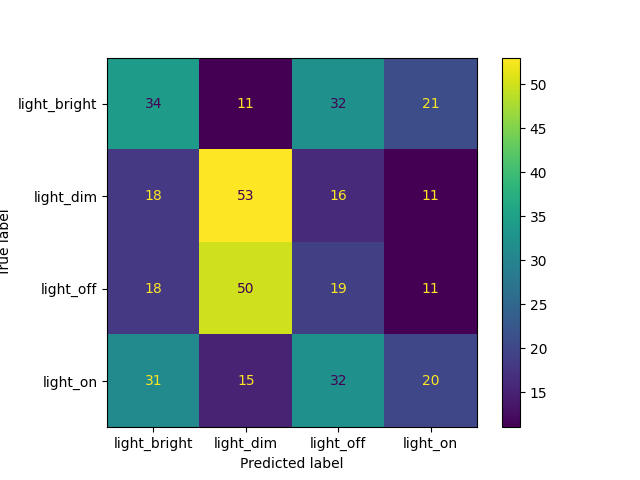 light_bright 34 11 32 21
light_dim 18 53 16 11
light_off 18 50 19 11
light_on 31 15 32 20
light_bright light_dim light_off light_on
Predicted label
True label
50
45
40
35
30
25
20
15